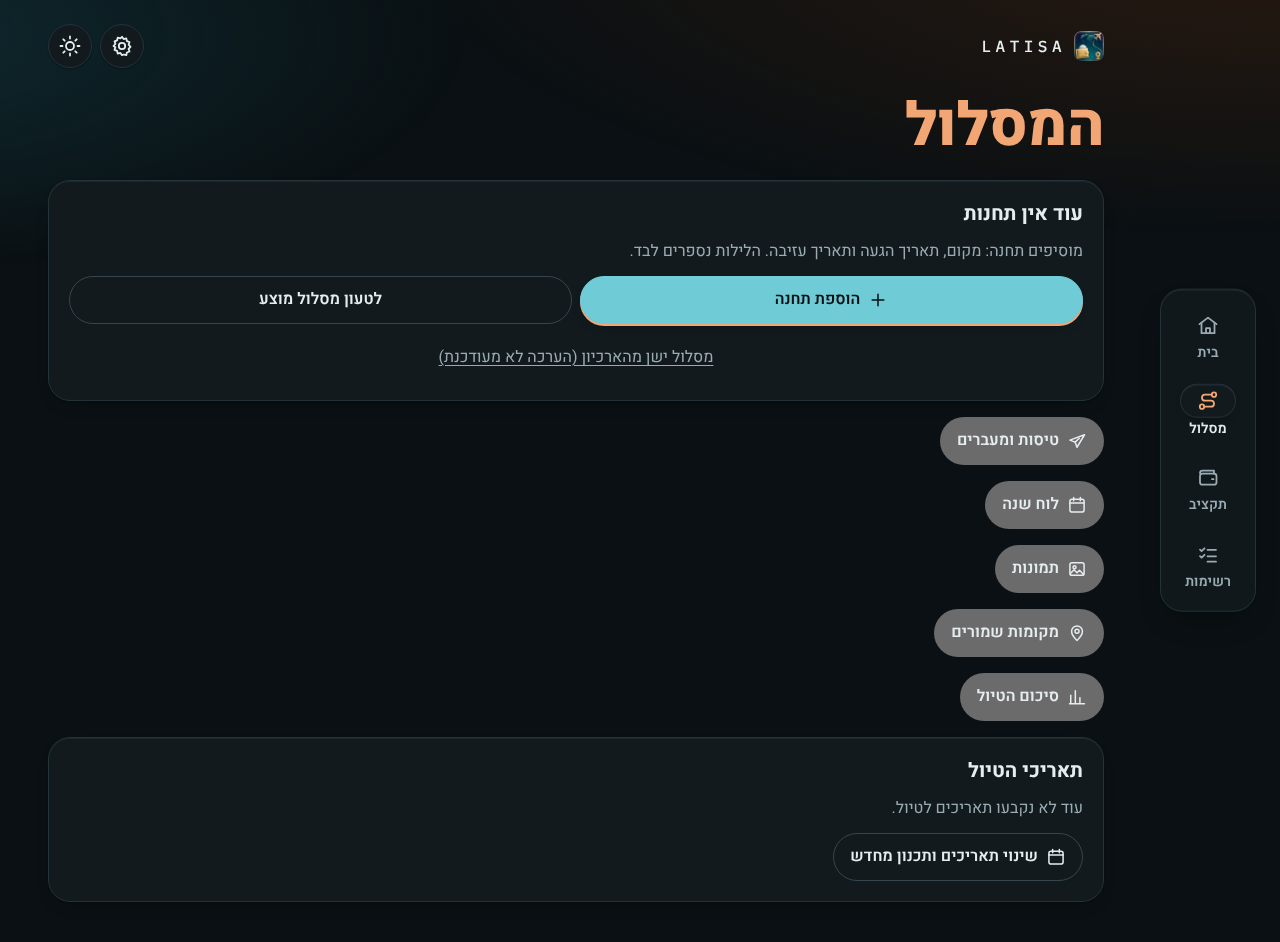 LATISA
המסלול
עוד אין תחנות
מוסיפים תחנה: מקום, תאריך הגעה ותאריך עזיבה. הלילות נספרים לבד.
הוספת תחנה
לטעון מסלול מוצע
מסלול ישן מהארכיון (הערכה לא מעודכנת)
טיסות ומעברים
לוח שנה
תמונות
מקומות שמורים
סיכום הטיול
תאריכי הטיול
עוד לא נקבעו תאריכים לטיול.
שינוי תאריכים ותכנון מחדש
בית
מסלול
תקציב
רשימות